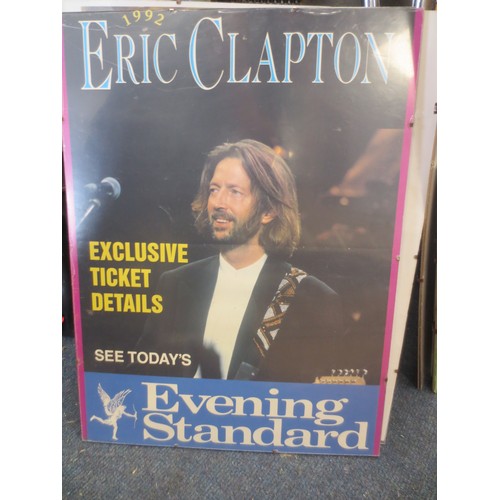 1992
ERIC CLAPTON
EXCLUSIVE
TICKET
DETAILS
SEE TODAY'S
Evening
Standard